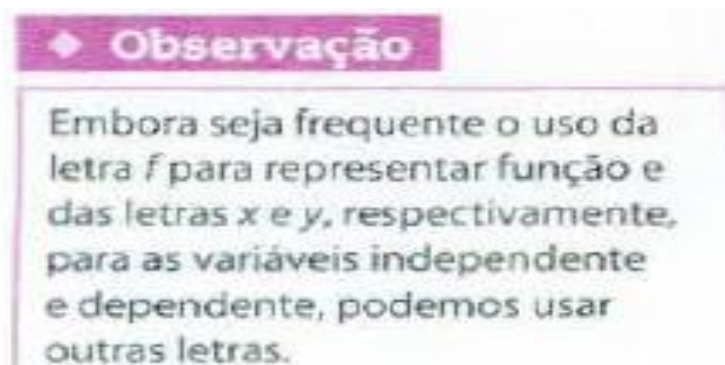 Observação
Embora seja frequente o uso da
letra f para representar função e
das letras x e y, respectivamente,
para as variáveis independente
e dependente, podemos usar
outras letras.